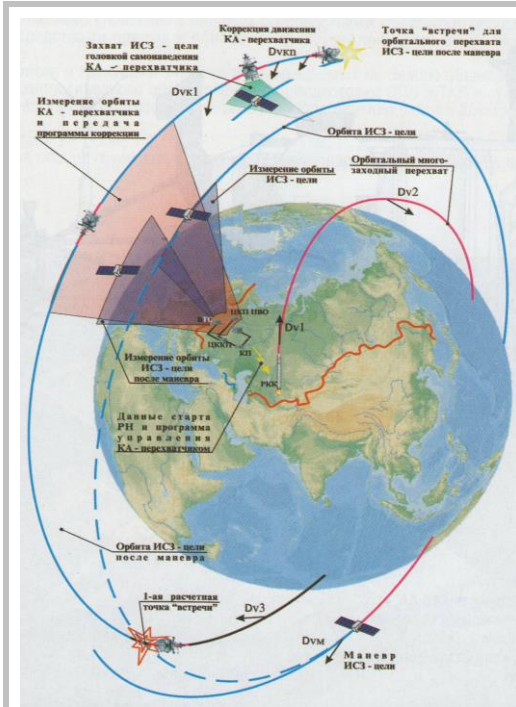 Коррекция движения
КА - перехватчика
Точка "встречи" для
орбитального перехвата
ИСЗ - цели после маневра
Захват ИСЗ - цели
головкой самонаведения
КА - перехватчика
Dvкп
Dvк1
Измерение орбиты
КА - перехватчика
и передача
программы коррекции
Орбита ИСЗ - цели
Орбитальный много-
заходный перехват
Измерение орбиты
ИСЗ - цели
Dv2
ЦКП ПВО
Dv1
ЦККП
КП
РКК
Измерение орбиты
ИСЗ - цели
после маневра
Данные старта
РН и программа
управления
КА - перехватчиком
Орбита ИСЗ - цели
после маневра
1-ая расчетная
точка "встречи"
Dv3
Dvм
Маневр
ИСЗ - цели